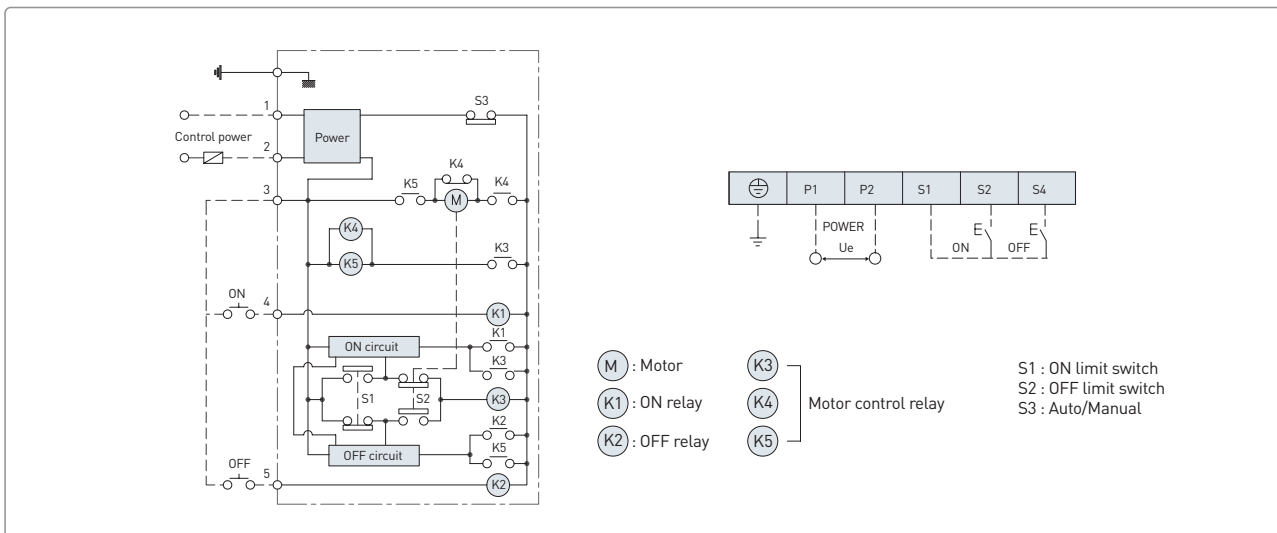 1
S3
Control power
Power
2
K4
3
K5
K4
M
K4
K5
K3
ON
4
K1
K1
ON circuit
K3
S1
S2
K3
K2
K5
OFF circuit
OFF
5
K2
P1
P2
S1
S2
S4
POWER
Ue
E
E
ON
OFF
M : Motor
K1 : ON relay
K2 : OFF relay
K3
K4
K5
Motor control relay
S1 : ON limit switch
S2 : OFF limit switch
S3 : Auto/Manual